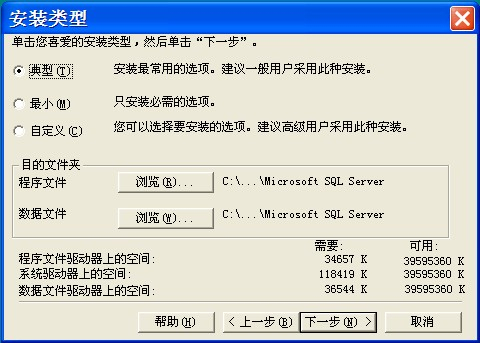 安装类型
单击您喜爱的安装类型，然后单击“下一步”。
典型(T) 安装最常用的选项。建议一般用户采用此种安装。
最小(M) 只安装必需的选项。
自定义(C) 您可以选择要安装的选项。建议高级用户采用此种安装。
目的文件夹
程序文件 浏览(R)... C:\...\Microsoft SQL Server
数据文件 浏览(W)... C:\...\Microsoft SQL Server
需要: 可用:
程序文件驱动器上的空间: 34657 K 39595360 K
系统驱动器上的空间: 118419 K 39595360 K
数据文件驱动器上的空间: 36544 K 39595360 K
帮助(H) < 上一步(B) 下一步(N) > 取消